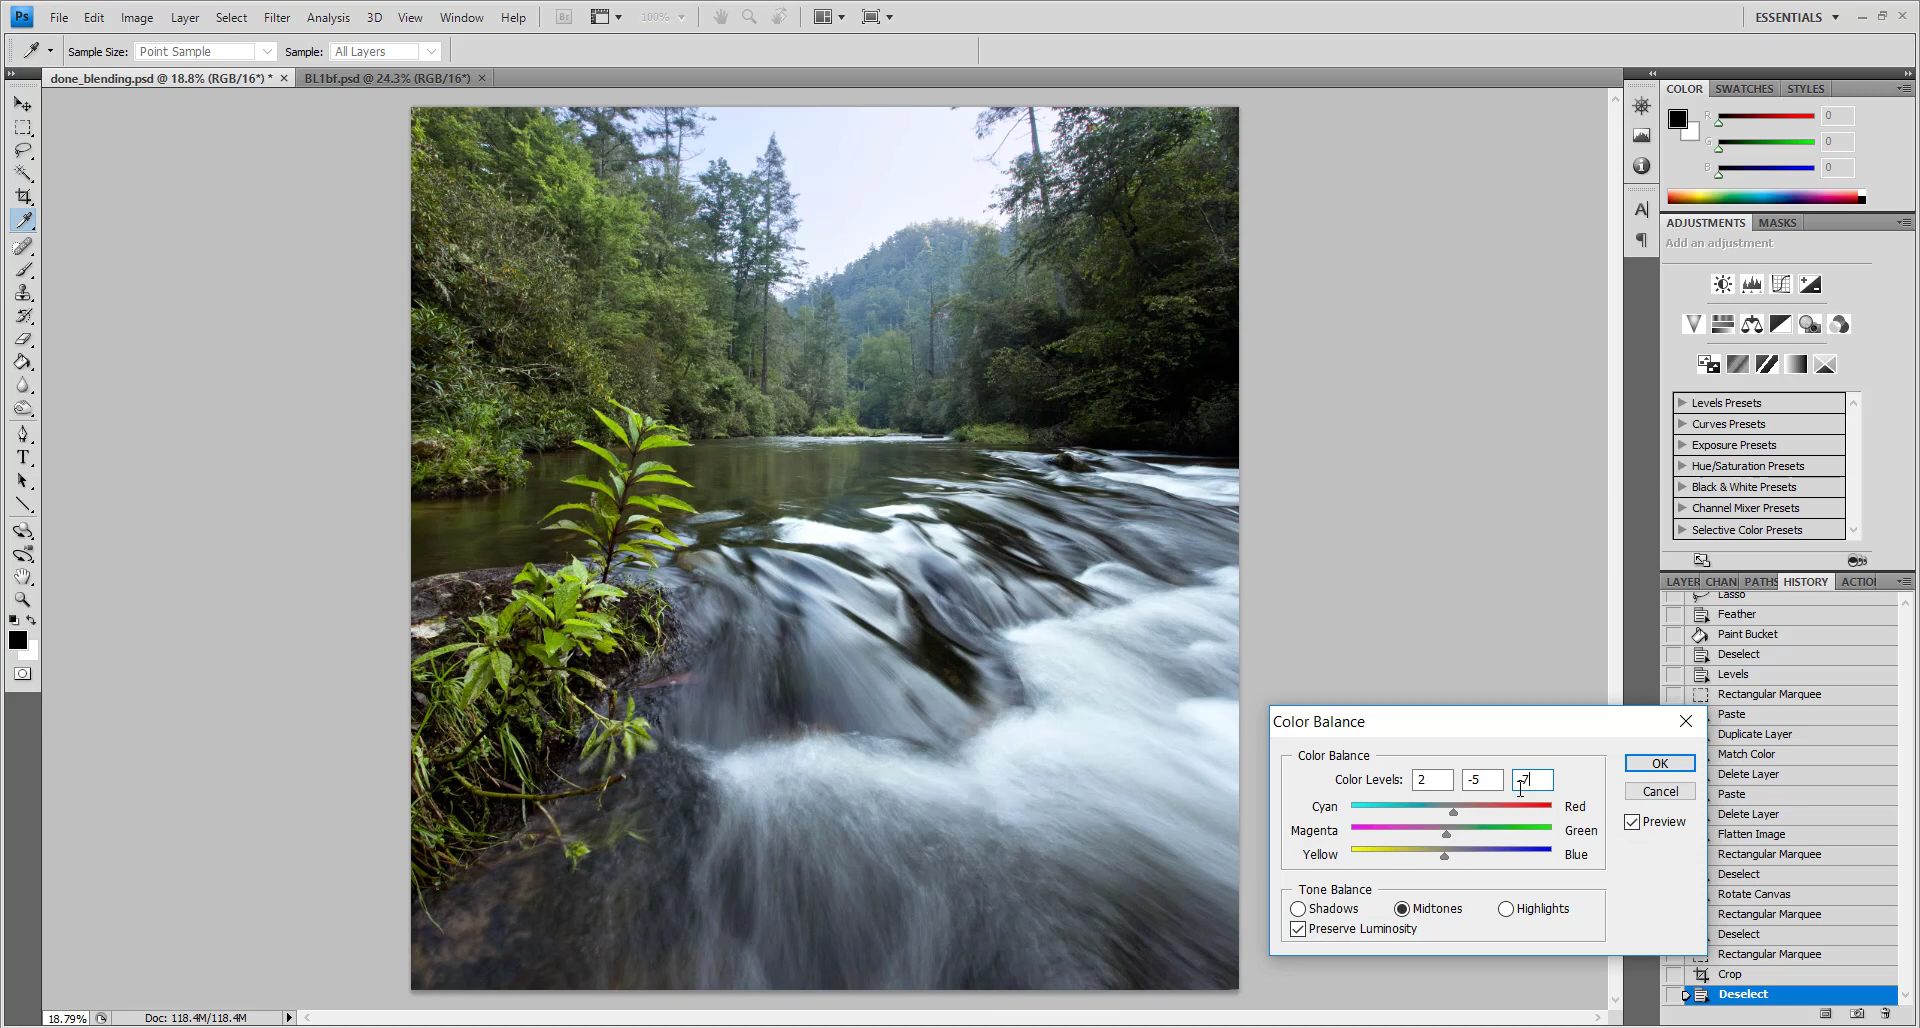 Ps File Edit Image Layer Select Filter Analysis 3D View Window Help Br 100% ESSENTIALS
Sample Size: Point Sample Sample: All Layers
done_blending.psd @ 18.8% (RGB/16*) * BL1bf.psd @ 24.3% (RGB/16*)
COLOR SWATCHES STYLES
R 0
G 0
B 0
ADJUSTMENTS MASKS
Add an adjustment
Levels Presets
Curves Presets
Exposure Presets
Hue/Saturation Presets
Black & White Presets
Channel Mixer Presets
Selective Color Presets
LAYER CHAN PATHS HISTORY ACTIO
Lasso
Feather
Paint Bucket
Deselect
Levels
Rectangular Marquee
Paste
Duplicate Layer
Match Color
Delete Layer
Paste
Delete Layer
Flatten Image
Rectangular Marquee
Deselect
Rotate Canvas
Rectangular Marquee
Deselect
Rectangular Marquee
Crop
Deselect
Color Balance
Color Balance
Color Levels: 2 -5 -7
Cyan Red
Magenta Green
Yellow Blue
Tone Balance
Shadows Midtones Highlights
Preserve Luminosity
OK
Cancel
Preview
18.79% Doc: 118.4M/118.4M